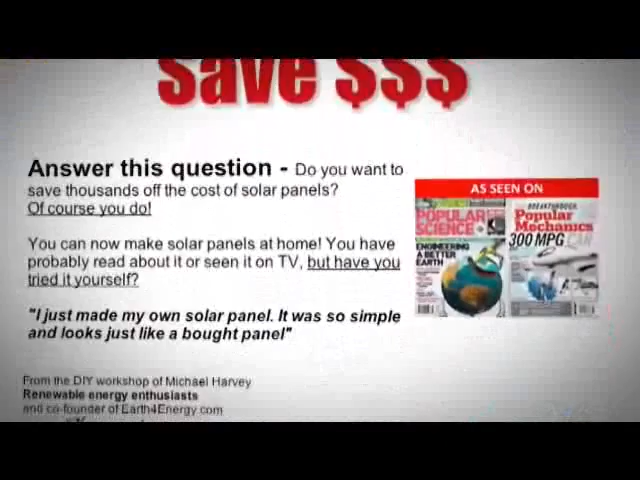 Save $$$
Answer this question - Do you want to
save thousands off the cost of solar panels?
Of course you do!
You can now make solar panels at home! You have
probably read about it or seen it on TV, but have you
tried it yourself?
"I just made my own solar panel. It was so simple
and looks just like a bought panel"
From the DIY workshop of Michael Harvey
Renewable energy enthusiasts
and co-founder of Earth4Energy.com
AS SEEN ON
POPULAR
SCIENCE
ENGINEERING
A BETTER
EARTH
BREAKTHROUGH
Popular
Mechanics
300 MPG CAR